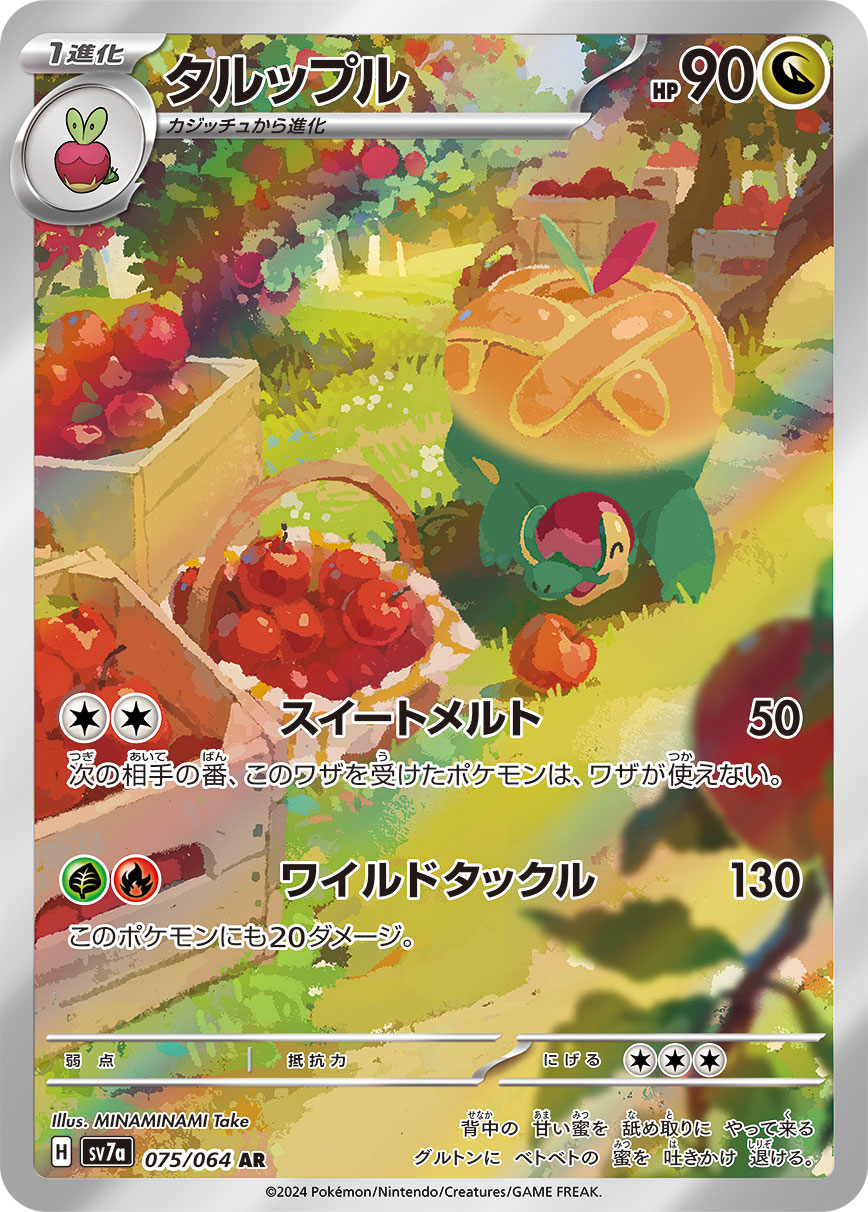 1進化
タルップル
HP90
カジッチュから進化
スイートメルト 50
次の相手の番、このワザを受けたポケモンは、ワザが使えない。
ワイルドタックル 130
このポケモンにも20ダメージ。
弱点 抵抗力 にげる
Illus. MINAMINAMI Take
背中の 甘い蜜を 舐め取りに やって来る
グルトンに ベトベトの 蜜を 吐きかけ 退ける。
H sv7a 075/064 AR
©2024 Pokémon/Nintendo/Creatures/GAME FREAK.